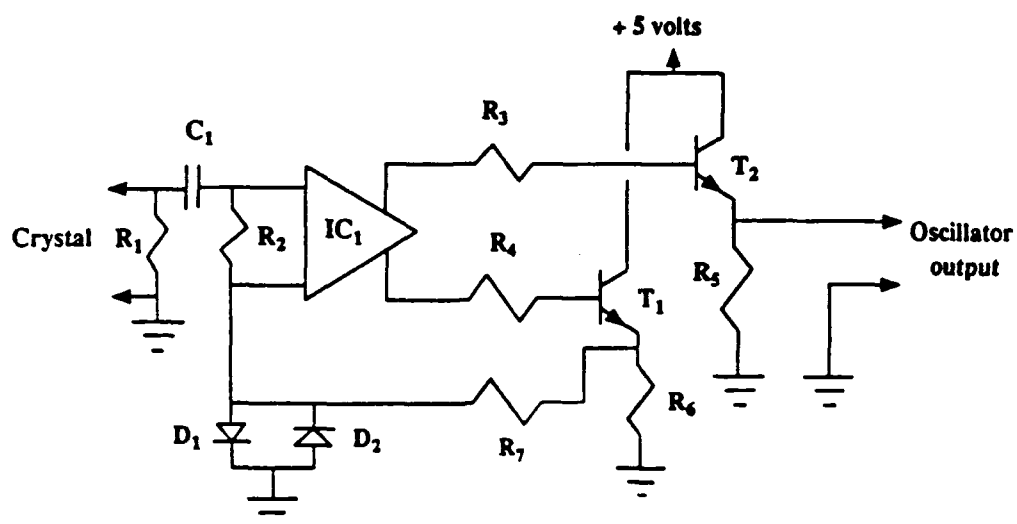 + 5 volts
R3
C1
T2
Crystal
R1
R2
IC1
R4
R5
Oscillator
output
T1
R6
D1
D2
R7